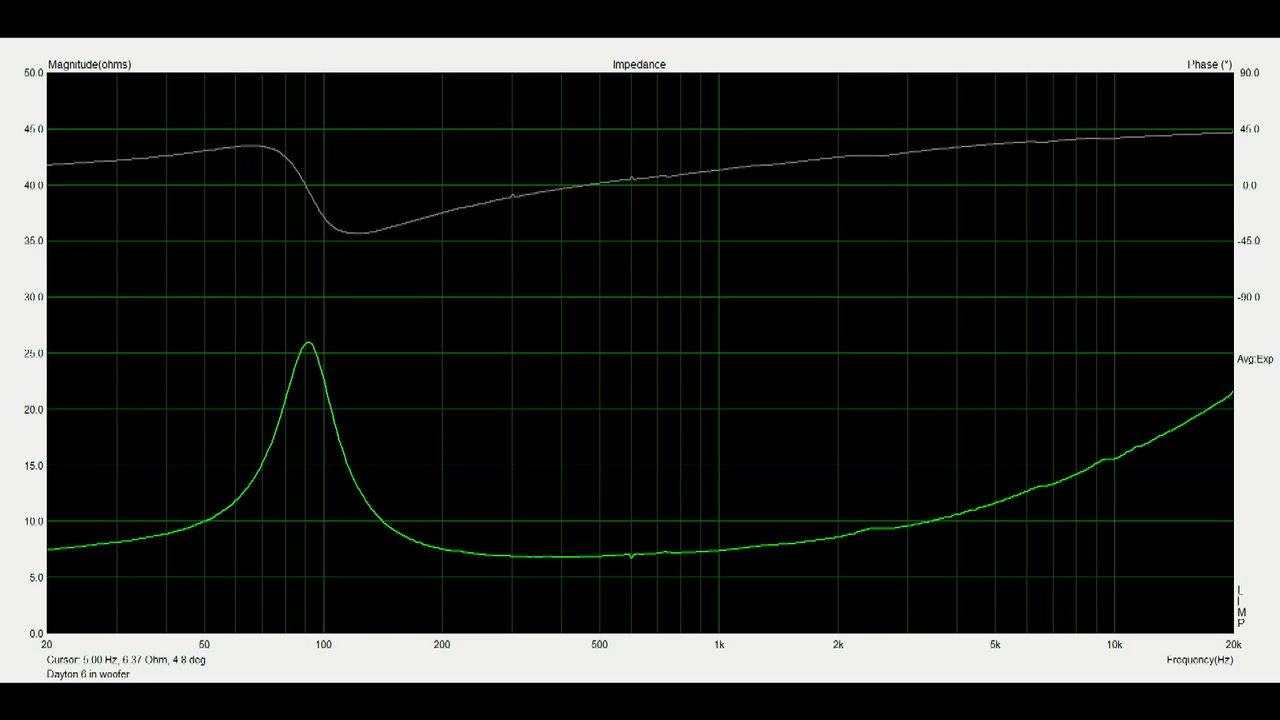 Magnitude(ohms) Impedance Phase (°)
50.0 90.0
45.0 45.0
40.0 0.0
35.0 -45.0
30.0 -90.0
25.0
Avg:Exp
20.0
15.0
10.0
5.0
L
I
M
P
0.0
20 50 100 200 500 1k 2k 5k 10k 20k
Cursor: 5.00 Hz, 6.37 Ohm, 4.8 deg Frequency(Hz)
Dayton 6 in woofer